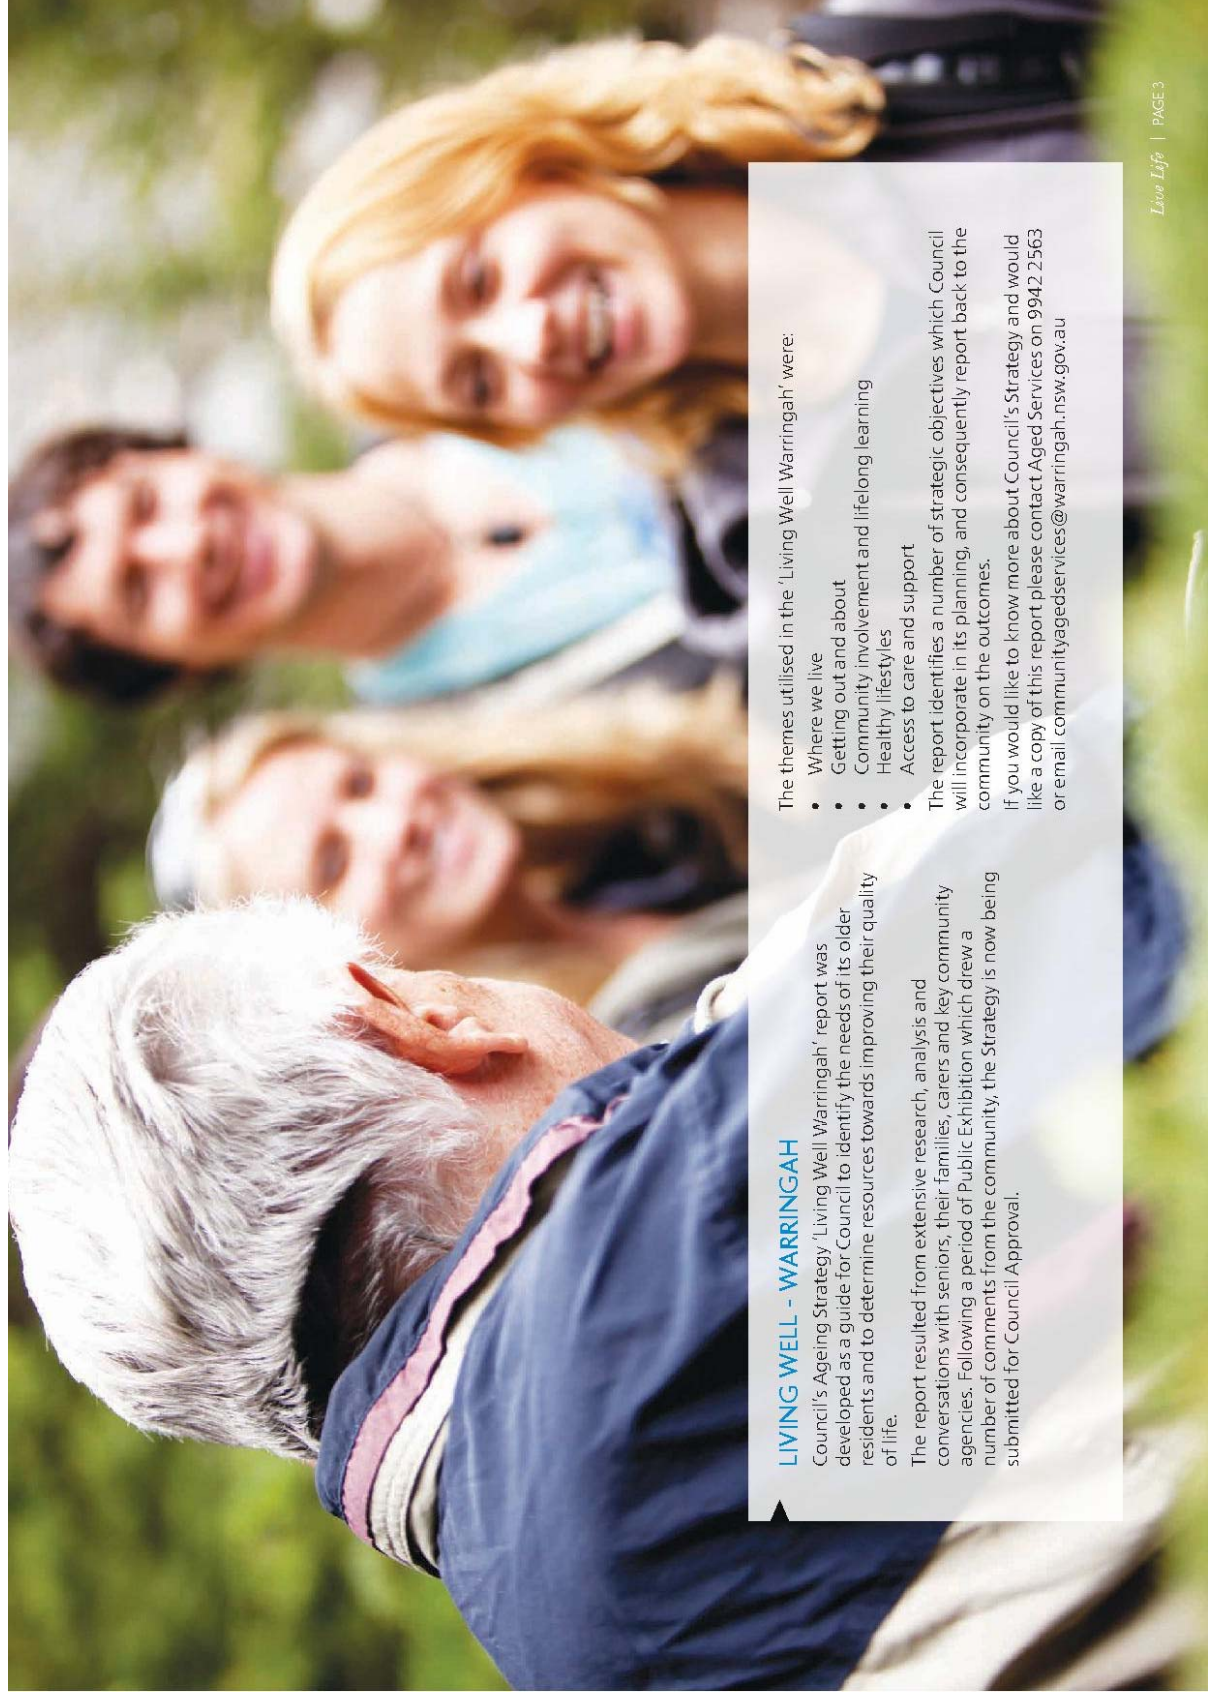 LIVING WELL - WARRINGAH
Council's Ageing Strategy 'Living Well Warringah' report was
developed as a guide for Council to identify the needs of its older
residents and to determine resources towards improving their quality
of life.
The report resulted from extensive research, analysis and
conversations with seniors, their families, carers and key community
agencies. Following a period of Public Exhibition which drew a
number of comments from the community, the Strategy is now being
submitted for Council Approval.
The themes utilised in the 'Living Well Warringah' were:
• Where we live
• Getting out and about
• Community involvement and lifelong learning
• Healthy lifestyles
• Access to care and support
The report identifies a number of strategic objectives which Council
will incorporate in its planning, and consequently report back to the
community on the outcomes.
If you would like to know more about Council's Strategy and would
like a copy of this report please contact Aged Services on 9942 2563
or email communityagedservices@warringah.nsw.gov.au
Live Life | PAGE 3